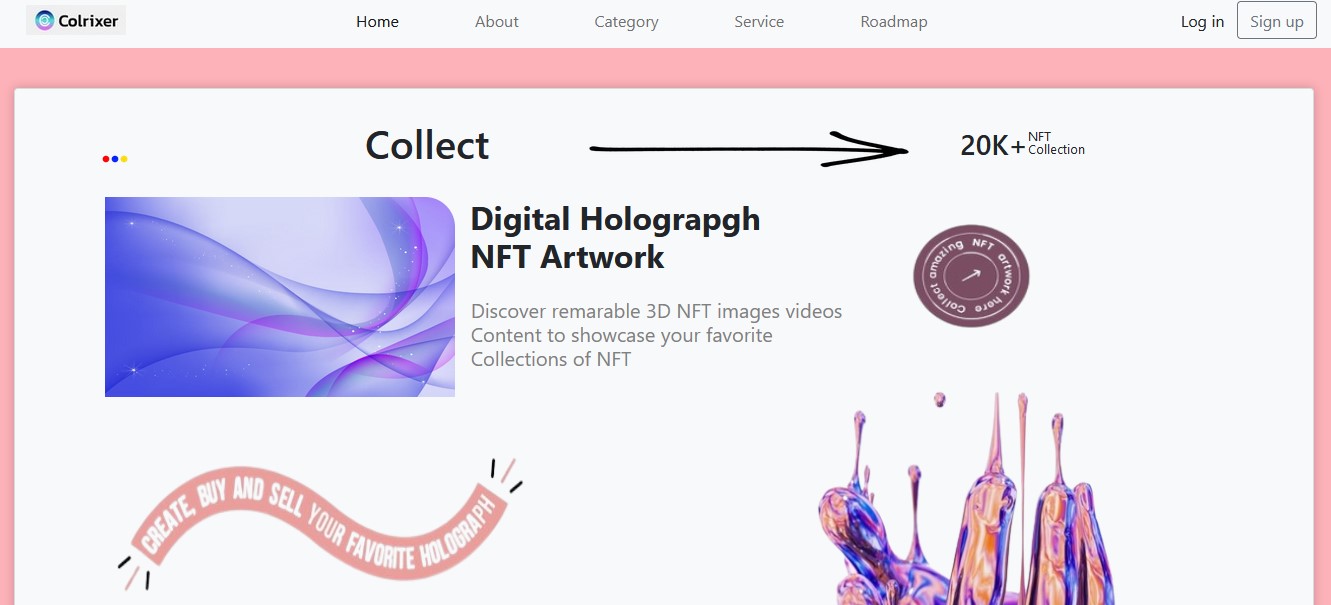 Colrixer
Home
About
Category
Service
Roadmap
Log in
Sign up
Collect
20K+
NFT
Collection
Digital Holograpgh
NFT Artwork
Discover remarable 3D NFT images videos
Content to showcase your favorite
Collections of NFT
Collect amazing NFT artwork here
CREATE, BUY AND SELL YOUR FAVORITE HOLOGRAPH